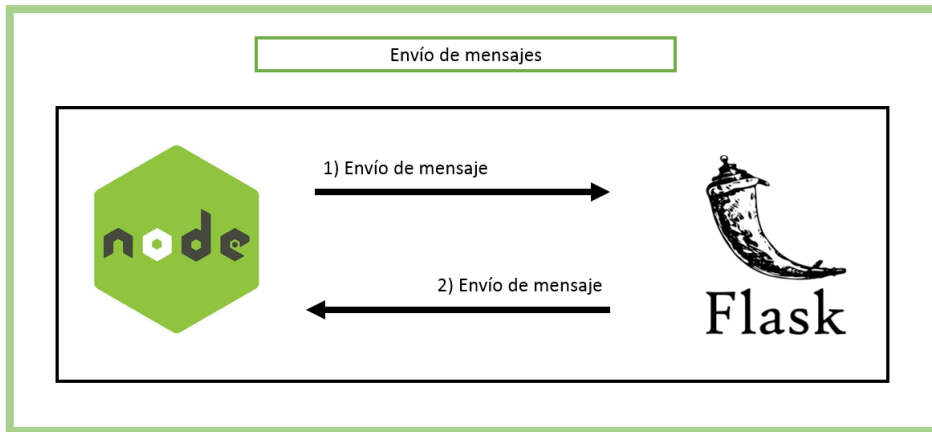 Envío de mensajes
1) Envío de mensaje
node
2) Envío de mensaje
Flask